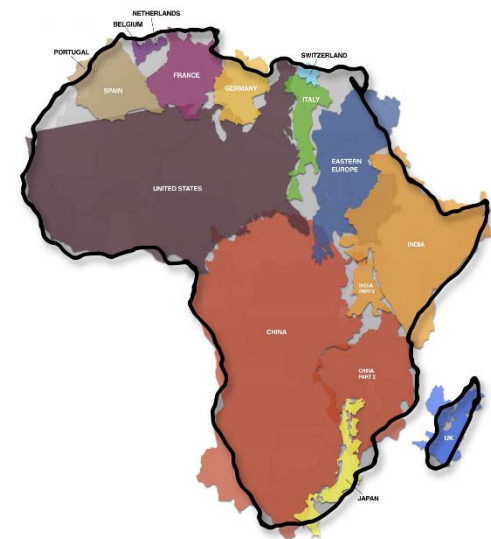 NETHERLANDS
BELGIUM
PORTUGAL
SWITZERLAND
SPAIN
FRANCE
GERMANY
ITALY
EASTERN
EUROPE
UNITED STATES
INDIA
INDIA
PART 2
CHINA
CHINA
PART 2
UK
JAPAN